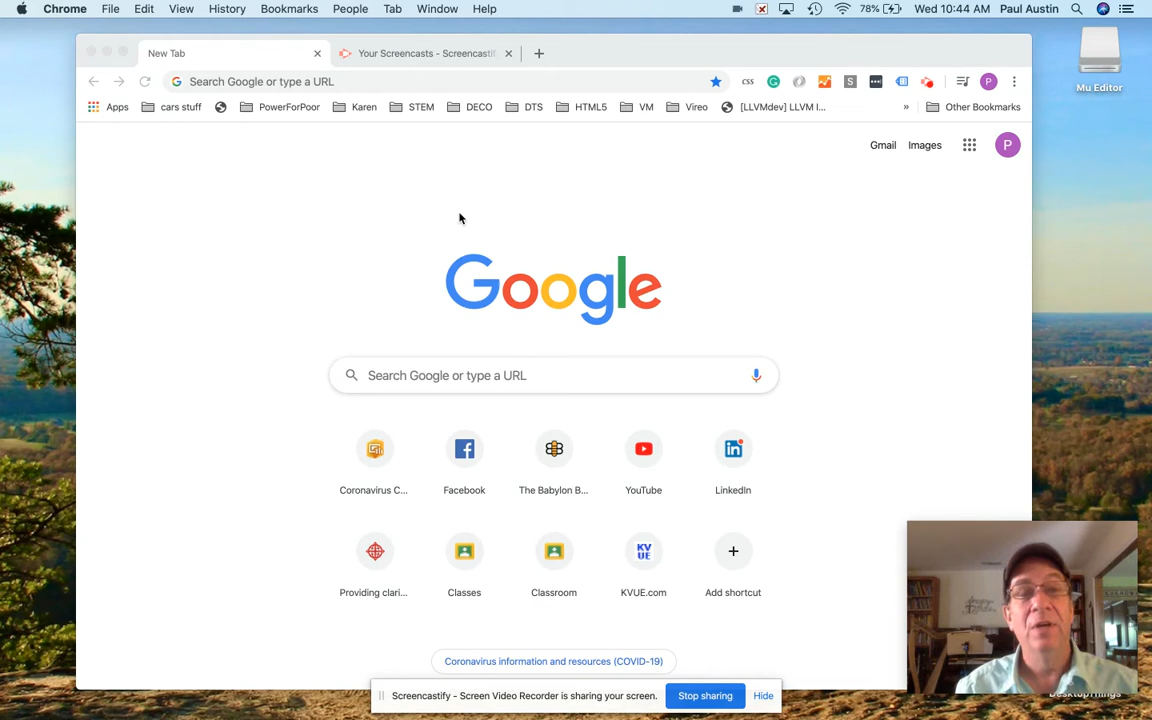 Chrome File Edit View History Bookmarks People Tab Window Help 78% Wed 10:44 AM Paul Austin
New Tab Your Screencasts - Screencastif
Search Google or type a URL css S P
Apps cars stuff PowerForPoor Karen STEM DECO DTS HTML5 VM Vireo [LLVMdev] LLVM I... » Other Bookmarks
Mu Editor
Gmail Images P
Google
Search Google or type a URL
Coronavirus C... Facebook The Babylon B... YouTube LinkedIn
KV
UE
Providing clari... Classes Classroom KVUE.com Add shortcut
Coronavirus information and resources (COVID-19)
Screencastify - Screen Video Recorder is sharing your screen. Stop sharing Hide